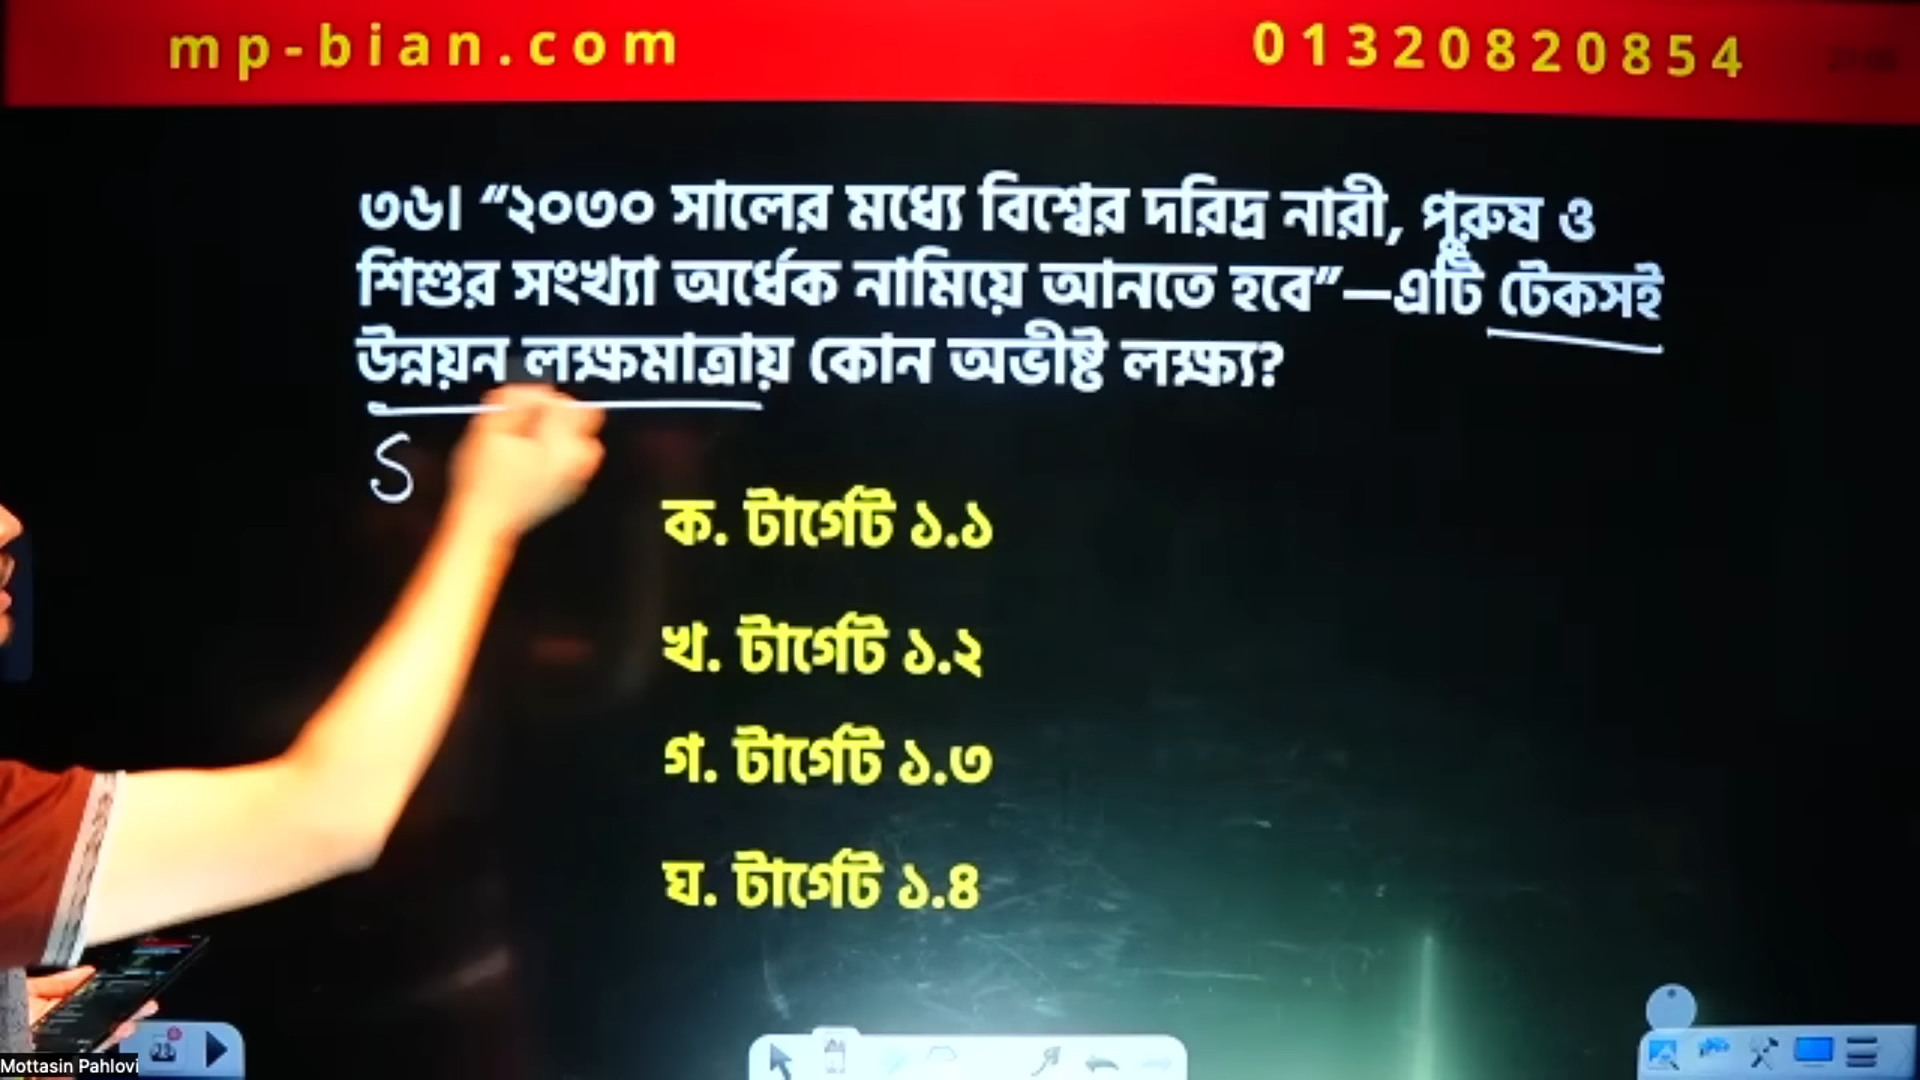 mp-bian.com 01320820854
৩৬। “২০৩০ সালের মধ্যে বিশ্বের দরিদ্র নারী, পুরুষ ও
শিশুর সংখ্যা অর্ধেক নামিয়ে আনতে হবে”—এটি টেকসই
উন্নয়ন লক্ষমাত্রায় কোন অভীষ্ট লক্ষ্য?
S
ক. টার্গেট ১.১
খ. টার্গেট ১.২
গ. টার্গেট ১.৩
ঘ. টার্গেট ১.৪
Mottasin Pahlovi